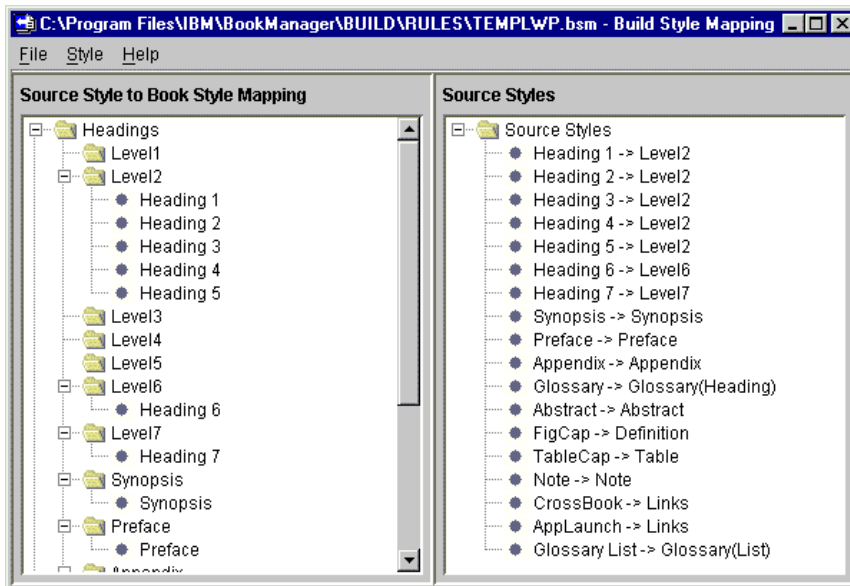 C:\Program Files\IBM\BookManager\BUILD\RULES\TEMPLWP.bsm - Build Style Mapping
File Style Help
Source Style to Book Style Mapping
Headings
Level1
Level2
Heading 1
Heading 2
Heading 3
Heading 4
Heading 5
Level3
Level4
Level5
Level6
Heading 6
Level7
Heading 7
Synopsis
Synopsis
Preface
Preface
Appendix
Source Styles
Source Styles
Heading 1 -> Level2
Heading 2 -> Level2
Heading 3 -> Level2
Heading 4 -> Level2
Heading 5 -> Level2
Heading 6 -> Level6
Heading 7 -> Level7
Synopsis -> Synopsis
Preface -> Preface
Appendix -> Appendix
Glossary -> Glossary(Heading)
Abstract -> Abstract
FigCap -> Definition
TableCap -> Table
Note -> Note
CrossBook -> Links
AppLaunch -> Links
Glossary List -> Glossary(List)